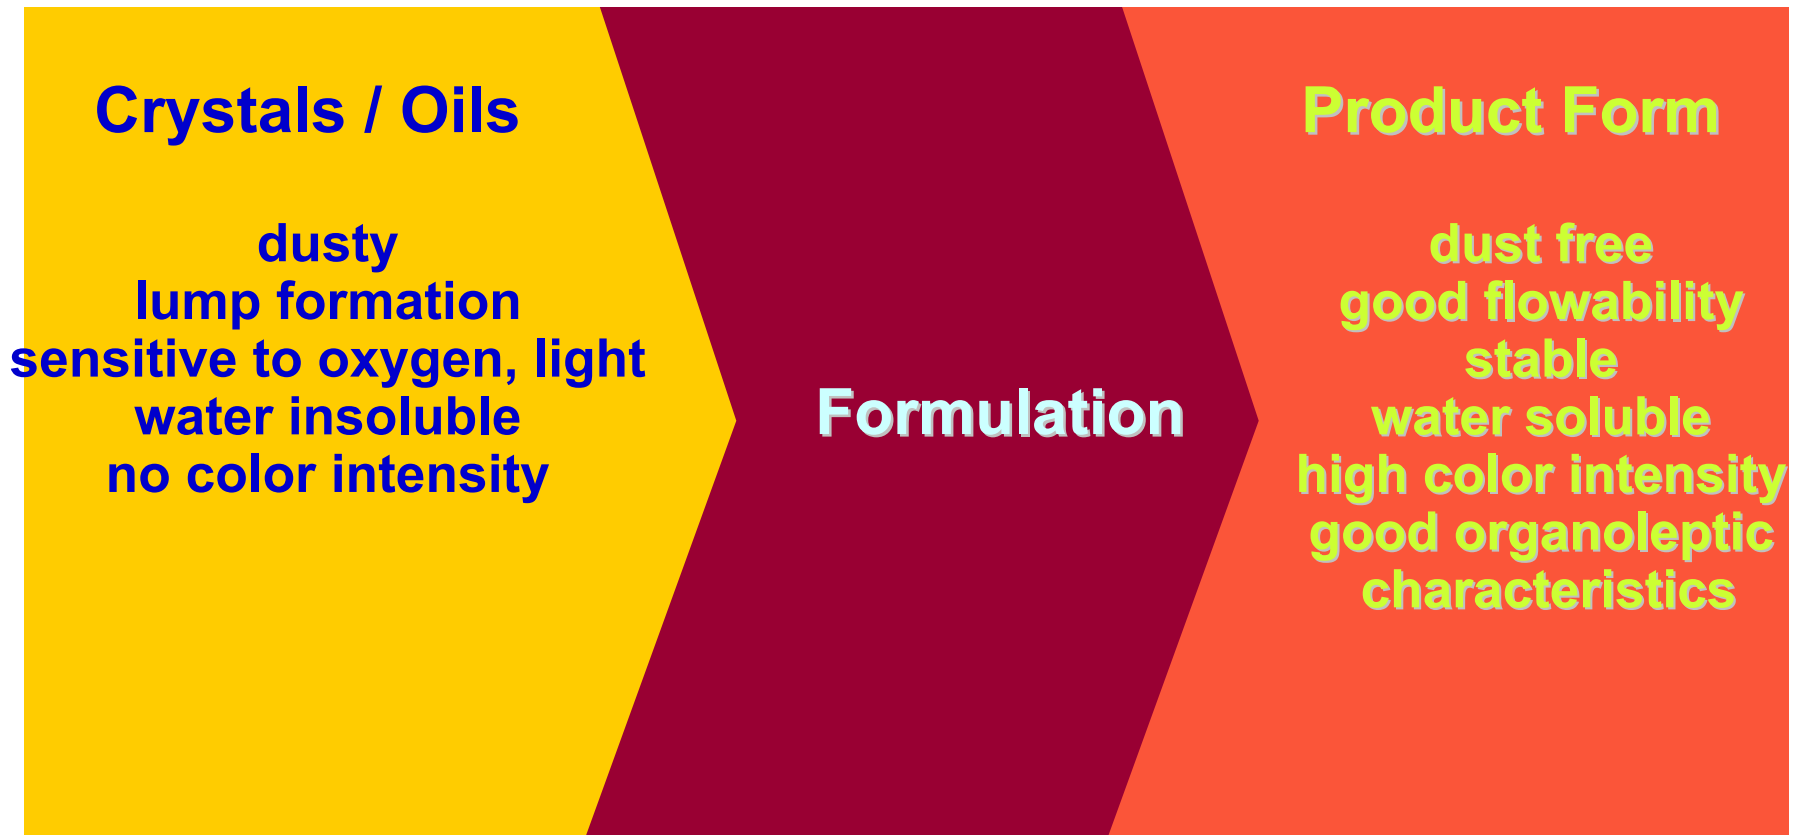 Crystals / Oils
dusty
lump formation
sensitive to oxygen, light
water insoluble
no color intensity
Formulation
Product Form
dust free
good flowability
stable
water soluble
high color intensity
good organoleptic
characteristics